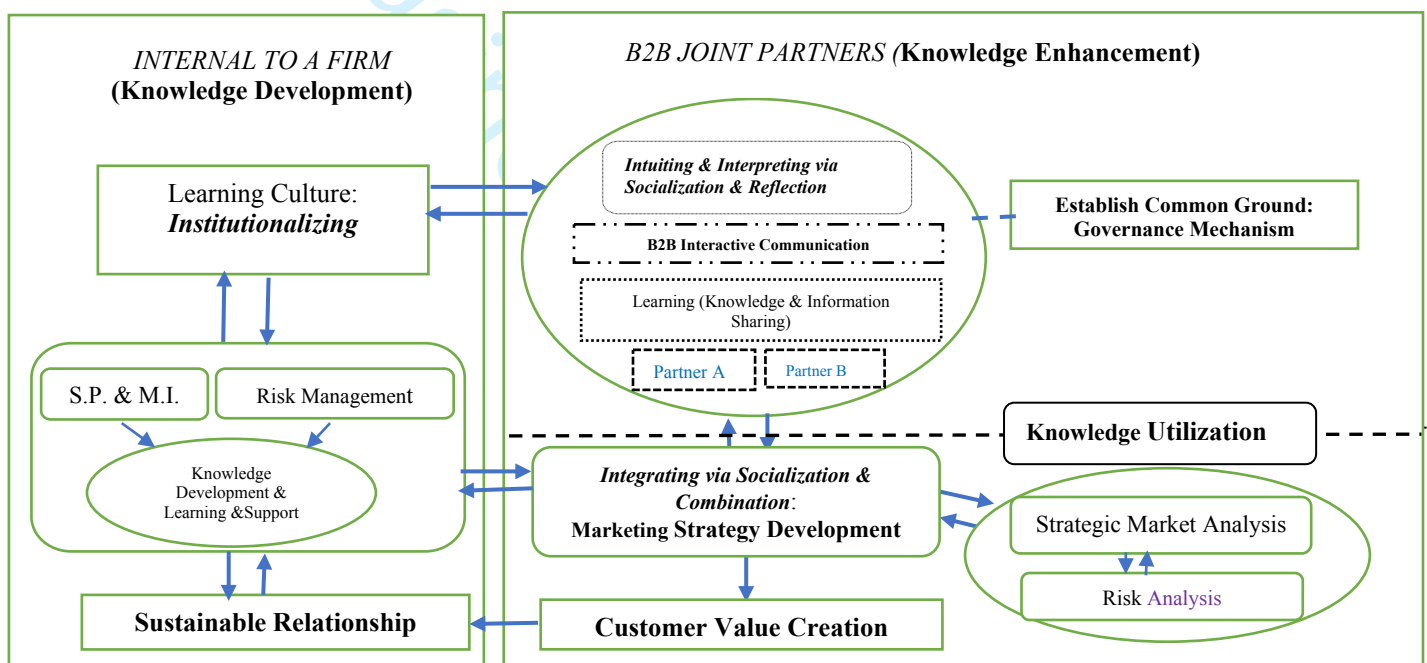 INTERNAL TO A FIRM
(Knowledge Development)
B2B JOINT PARTNERS (Knowledge Enhancement)
Learning Culture:
Institutionalizing
Intuiting & Interpreting via
Socialization & Reflection
B2B Interactive Communication
Learning (Knowledge & Information
Sharing)
Partner A
Partner B
Establish Common Ground:
Governance Mechanism
S.P. & M.I.
Risk Management
Knowledge
Development &
Learning &Support
Knowledge Utilization
Integrating via Socialization &
Combination:
Marketing Strategy Development
Strategic Market Analysis
Risk Analysis
Sustainable Relationship
Customer Value Creation